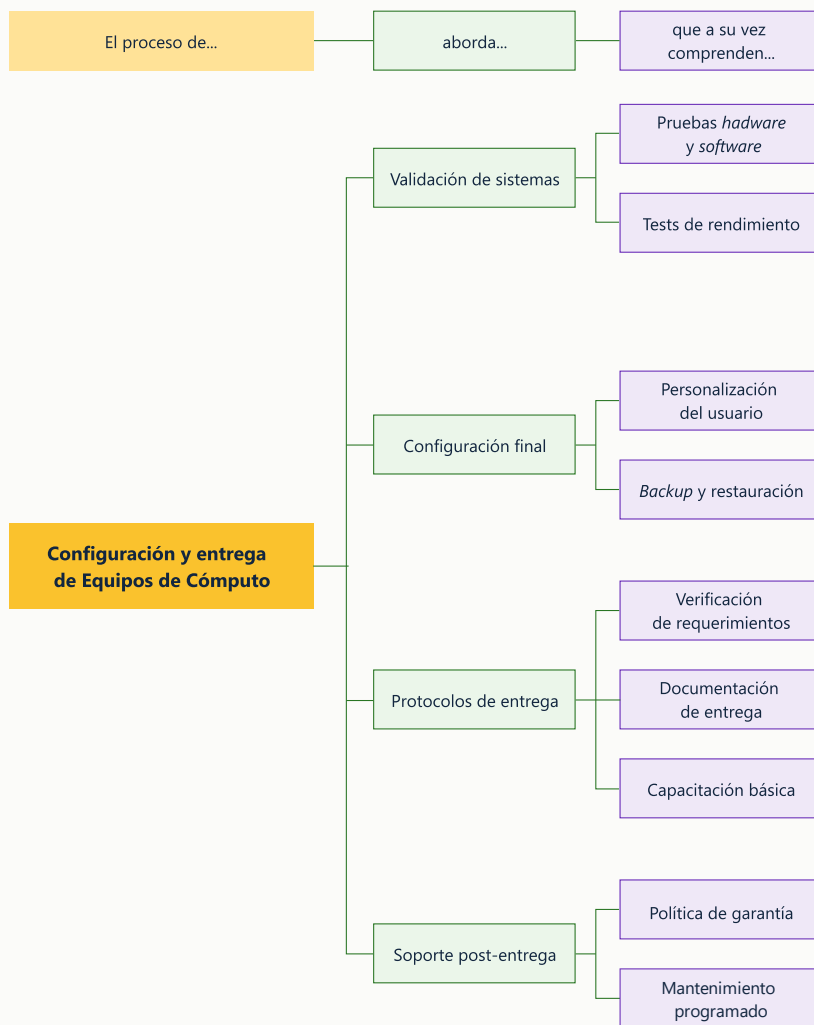 El proceso de...
aborda...
que a su vez
comprenden...
Pruebas hadware
y software
Validación de sistemas
Tests de rendimiento
Personalización
del usuario
Configuración final
Backup y restauración
Configuración y entrega
de Equipos de Cómputo
Verificación
de requerimientos
Protocolos de entrega
Documentación
de entrega
Capacitación básica
Política de garantía
Soporte post-entrega
Mantenimiento
programado